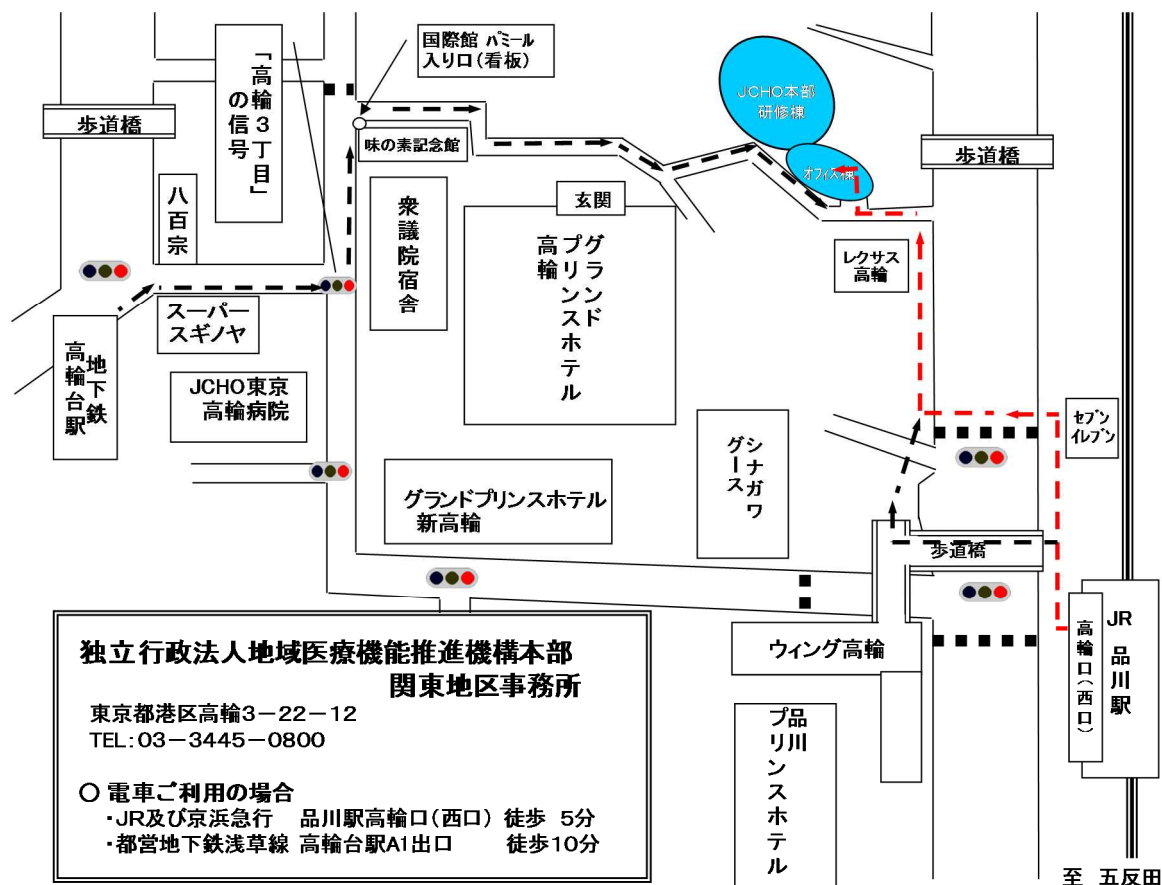 国際館 パミール
入り口(看板)
「高輪3丁目」
の信号
歩道橋
八百宗
味の素記念館
JCHO本部
研修棟
オフィス棟
歩道橋
衆議院宿舎
玄関
グランド
プリンスホテル
高輪
レクサス
高輪
スーパー
スギノヤ
地下鉄
高輪台駅
JCHO東京
高輪病院
セブン
イレブン
シナガワ
グース
グランドプリンスホテル
新高輪
歩道橋
ウィング高輪
高輪口(西口)
JR 品川駅
品川
プリンスホテル
至 五反田
独立行政法人地域医療機能推進機構本部
関東地区事務所
東京都港区高輪3-22-12
TEL:03-3445-0800
○ 電車ご利用の場合
・JR及び京浜急行 品川駅高輪口(西口) 徒歩 5分
・都営地下鉄浅草線 高輪台駅A1出口 徒歩10分